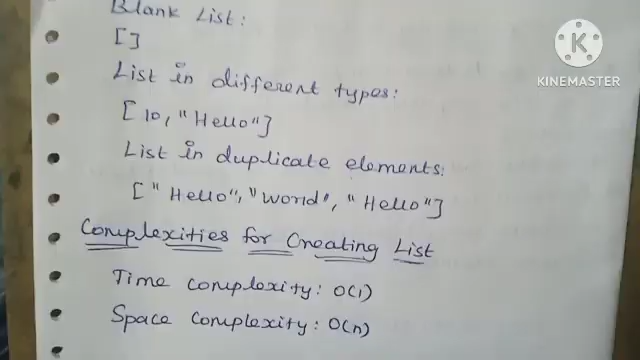 Blank List:
[ ]
List in different types:
[ 10, "Hello"]
List in duplicate elements:
[ "Hello", "world", "Hello"]
Complexities for Creating List
Time complexity: O(1)
Space Complexity: O(n)
K
KINEMASTER